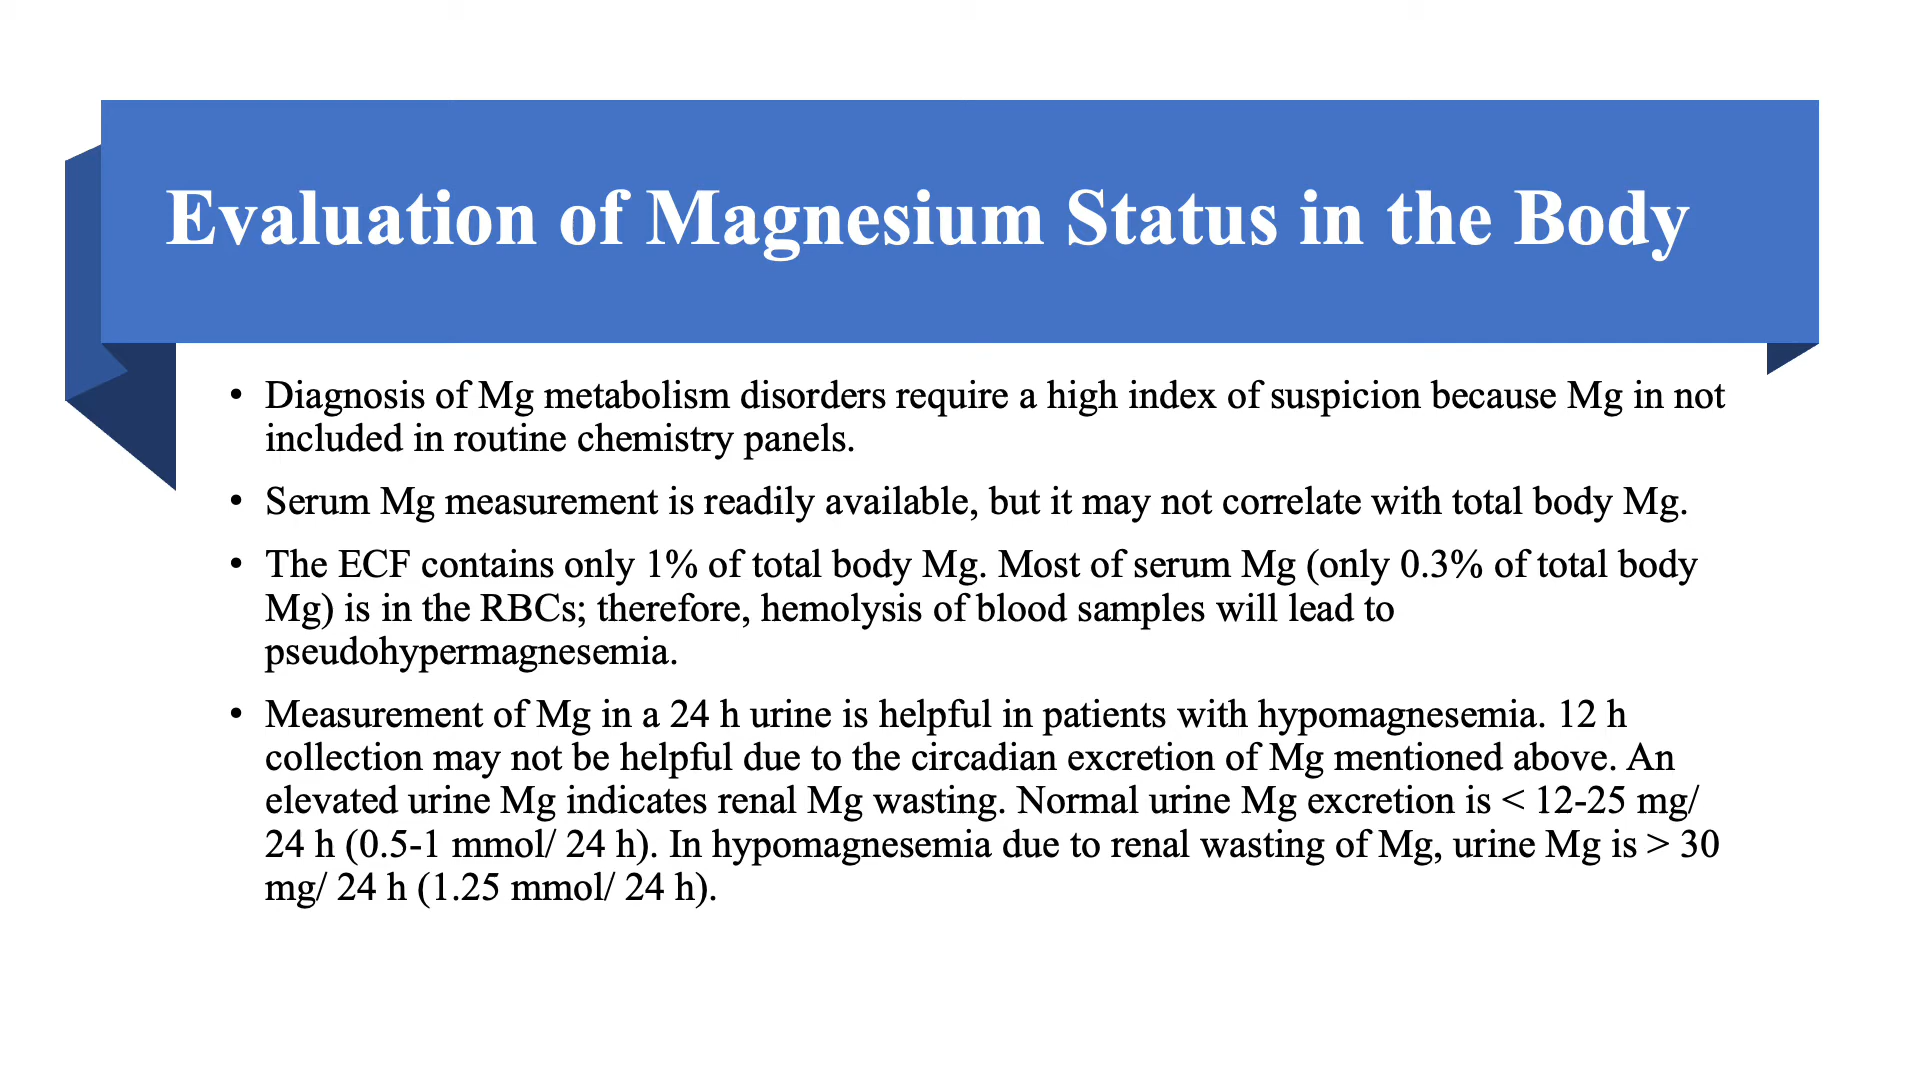 Evaluation of Magnesium Status in the Body
• Diagnosis of Mg metabolism disorders require a high index of suspicion because Mg in not
included in routine chemistry panels.
• Serum Mg measurement is readily available, but it may not correlate with total body Mg.
• The ECF contains only 1% of total body Mg. Most of serum Mg (only 0.3% of total body
Mg) is in the RBCs; therefore, hemolysis of blood samples will lead to
pseudohypermagnesemia.
• Measurement of Mg in a 24 h urine is helpful in patients with hypomagnesemia. 12 h
collection may not be helpful due to the circadian excretion of Mg mentioned above. An
elevated urine Mg indicates renal Mg wasting. Normal urine Mg excretion is < 12-25 mg/
24 h (0.5-1 mmol/ 24 h). In hypomagnesemia due to renal wasting of Mg, urine Mg is > 30
mg/ 24 h (1.25 mmol/ 24 h).